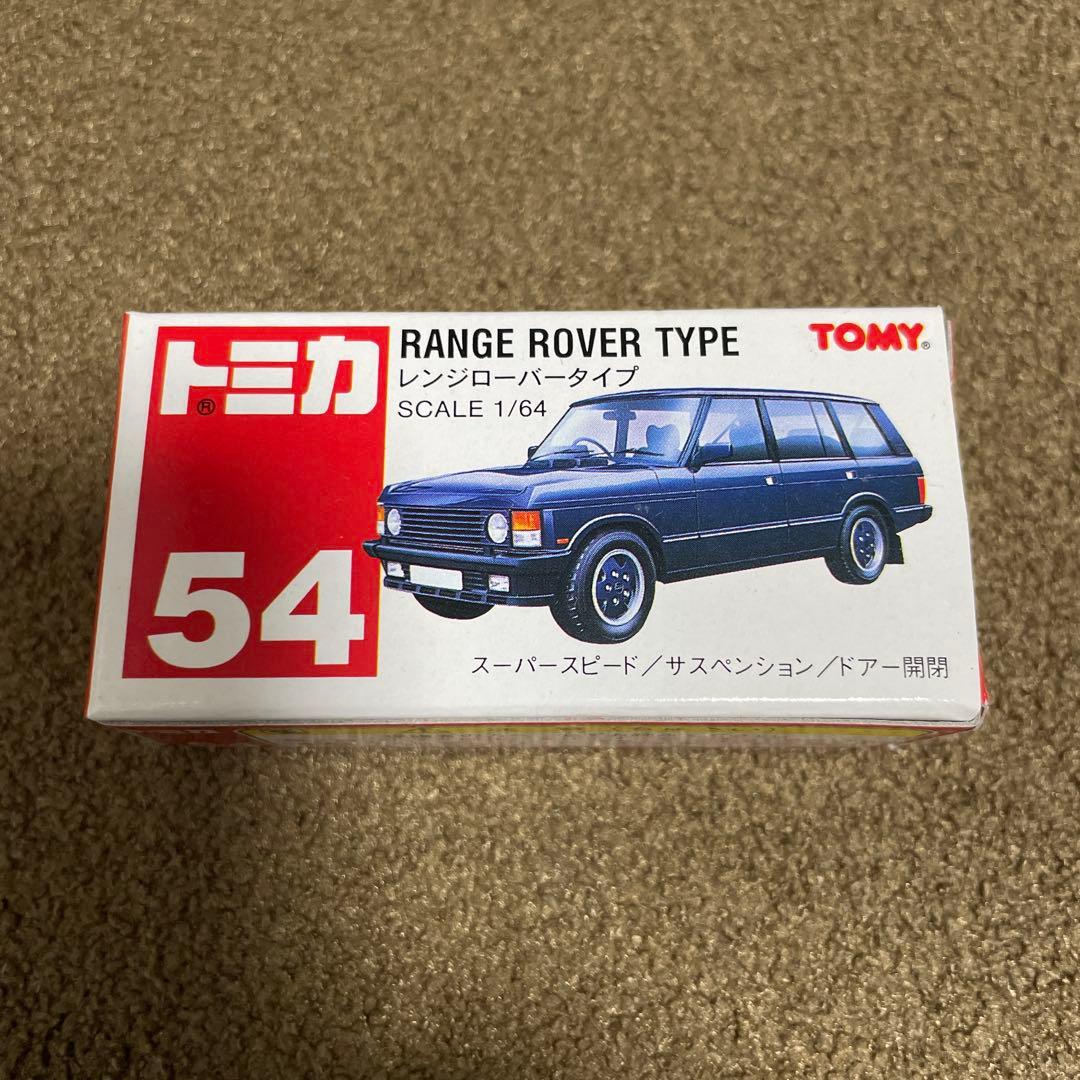 トミカ®
54
RANGE ROVER TYPE
レンジローバータイプ
SCALE 1/64
TOMY®
スーパースピード/サスペンション/ドアー開閉